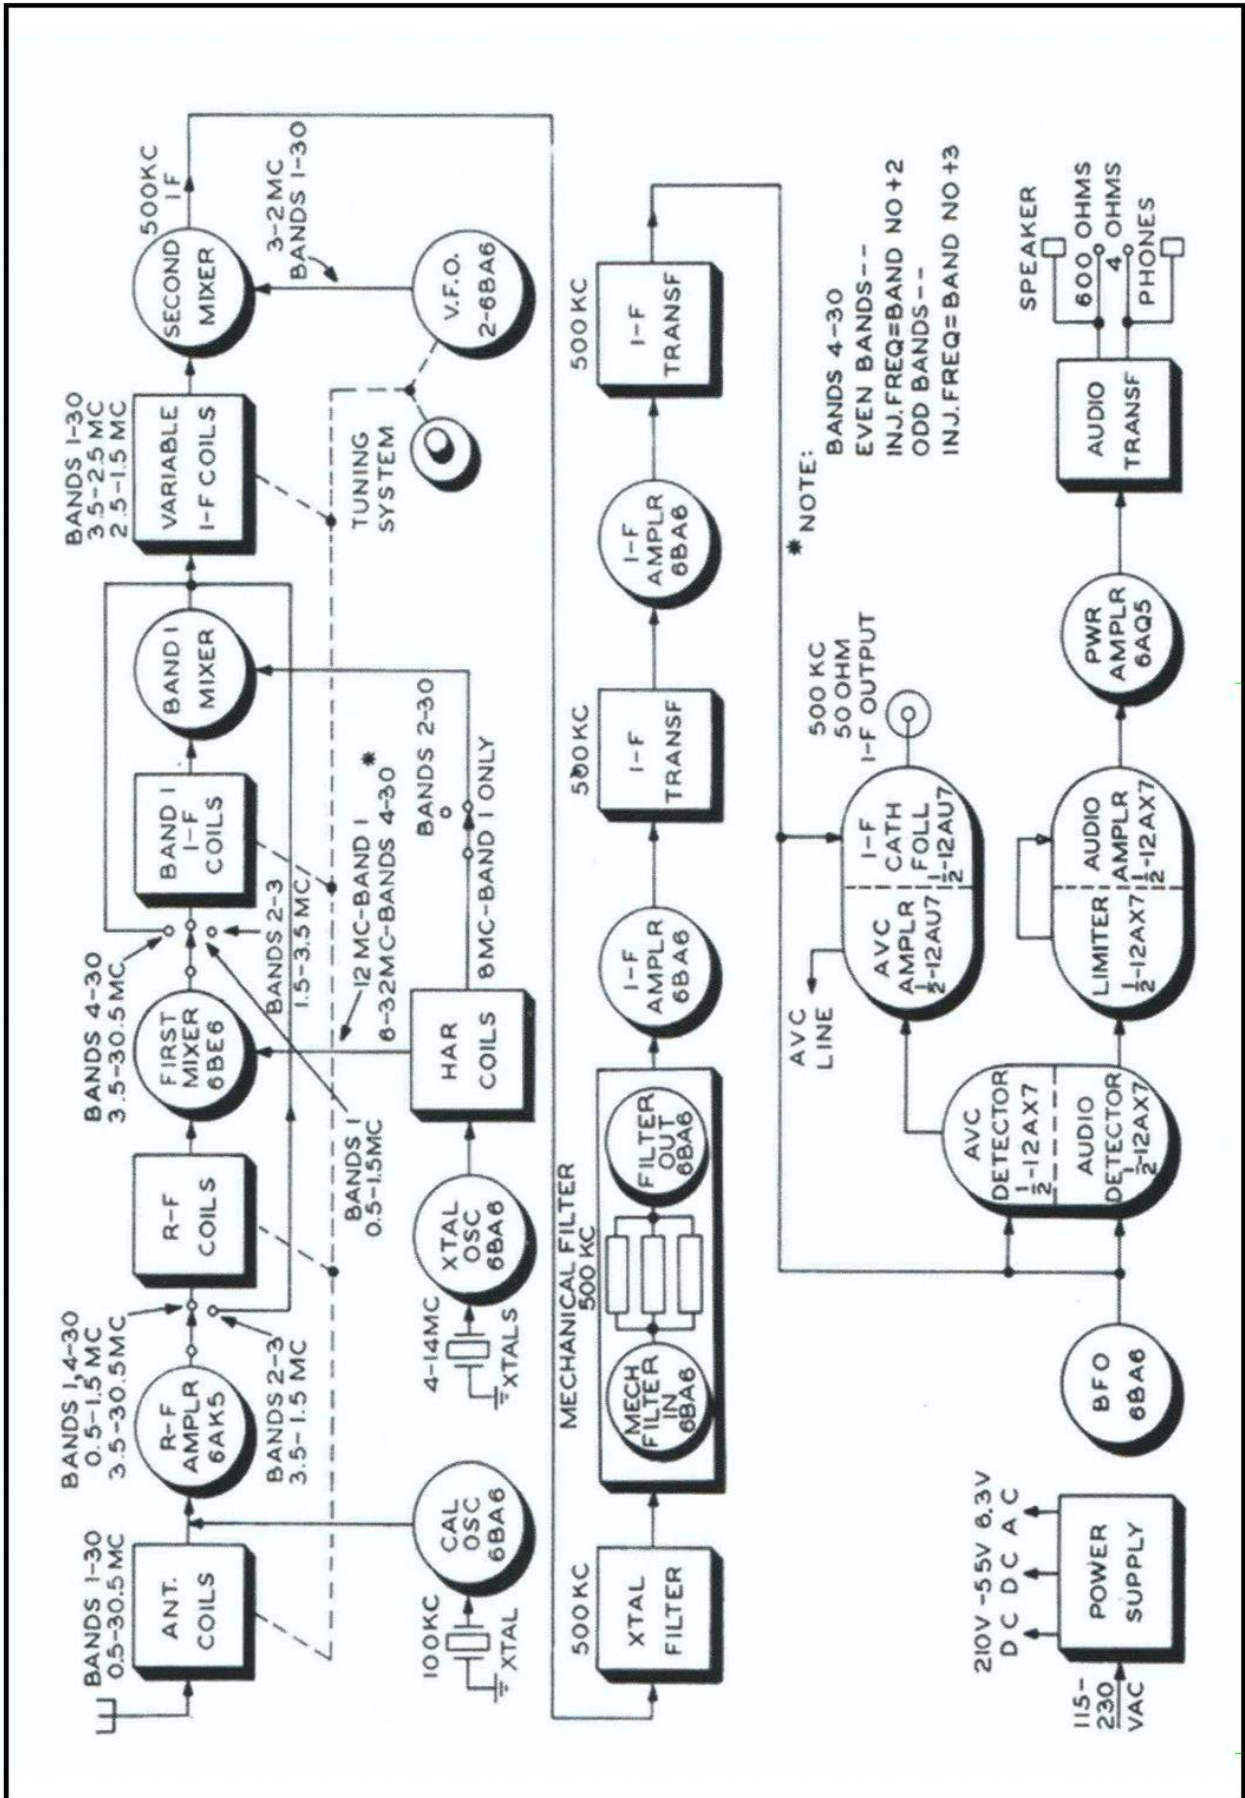 BANDS 1-30
0.5-30.5 MC
ANT.
COILS
BANDS 1,4-30
0.5-1.5 MC
3.5-30.5MC
R-F
AMPLR
6AK5
BANDS 2-3
3.5-1.5 MC
R-F
COILS
BANDS 4-30
3.5-30.5 MC
FIRST
MIXER
6BE6
BANDS 2-3
1.5-3.5 MC
BANDS 1
0.5-1.5MC
BAND 1
I-F
COILS
BAND 1
MIXER
BANDS 1-30
3.5-2.5 MC
2.5-1.5 MC
VARIABLE
I-F COILS
SECOND
MIXER
500KC
IF
3-2MC
BANDS 1-30
V.F.O.
2-6BA6
TUNING
SYSTEM
100KC
XTAL
CAL
OSC
6BA6
4-14MC
XTALS
XTAL
OSC
6BA6
HAR
COILS
12 MC-BAND 1
6-32MC-BANDS 4-30 *
8MC-BAND 1 ONLY
BANDS 2-30
500KC
XTAL
FILTER
MECHANICAL FILTER
500 KC
MECH
FILTER
IN
6BA6
FILTER
OUT
6BA6
I-F
AMPLR
6BA6
500KC
I-F
TRANSF
I-F
AMPLR
6BA6
500KC
I-F
TRANSF
* NOTE:
BANDS 4-30
EVEN BANDS--
INJ.FREQ=BAND NO+2
ODD BANDS--
INJ.FREQ=BAND NO+3
AVC
LINE
AVC
AMPLR
½-12AU7
I-F
CATH
FOLL
½-12AU7
500 KC
50 OHM
I-F OUTPUT
210V -55V 6.3V
DC DC AC
115-
230
VAC
POWER
SUPPLY
BFO
6BA6
AVC
DETECTOR
½-12AX7
AUDIO
DETECTOR
½-12AX7
LIMITER
½-12AX7
AUDIO
AMPLR
½-12AX7
PWR
AMPLR
6AQ5
AUDIO
TRANSF
SPEAKER
600 OHMS
4 OHMS
PHONES